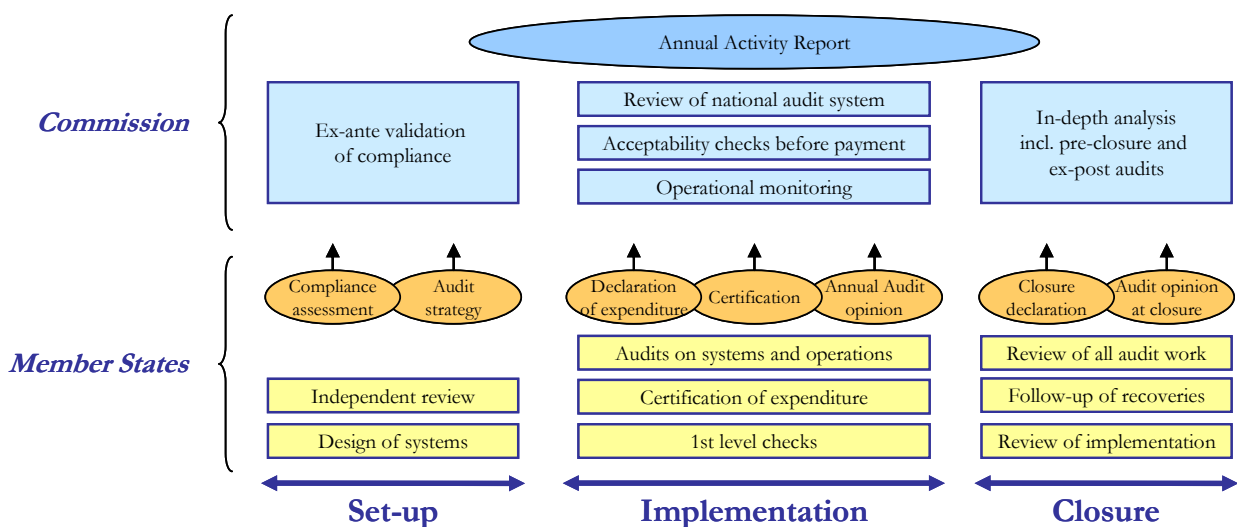 Annual Activity Report
Commission
Ex-ante validation
of compliance
Review of national audit system
Acceptability checks before payment
Operational monitoring
In-depth analysis
incl. pre-closure and
ex-post audits
Member States
Compliance
assessment
Audit
strategy
Declaration
of expenditure
Certification
Annual Audit
opinion
Closure
declaration
Audit opinion
at closure
Independent review
Design of systems
Audits on systems and operations
Certification of expenditure
1st level checks
Review of all audit work
Follow-up of recoveries
Review of implementation
Set-up
Implementation
Closure